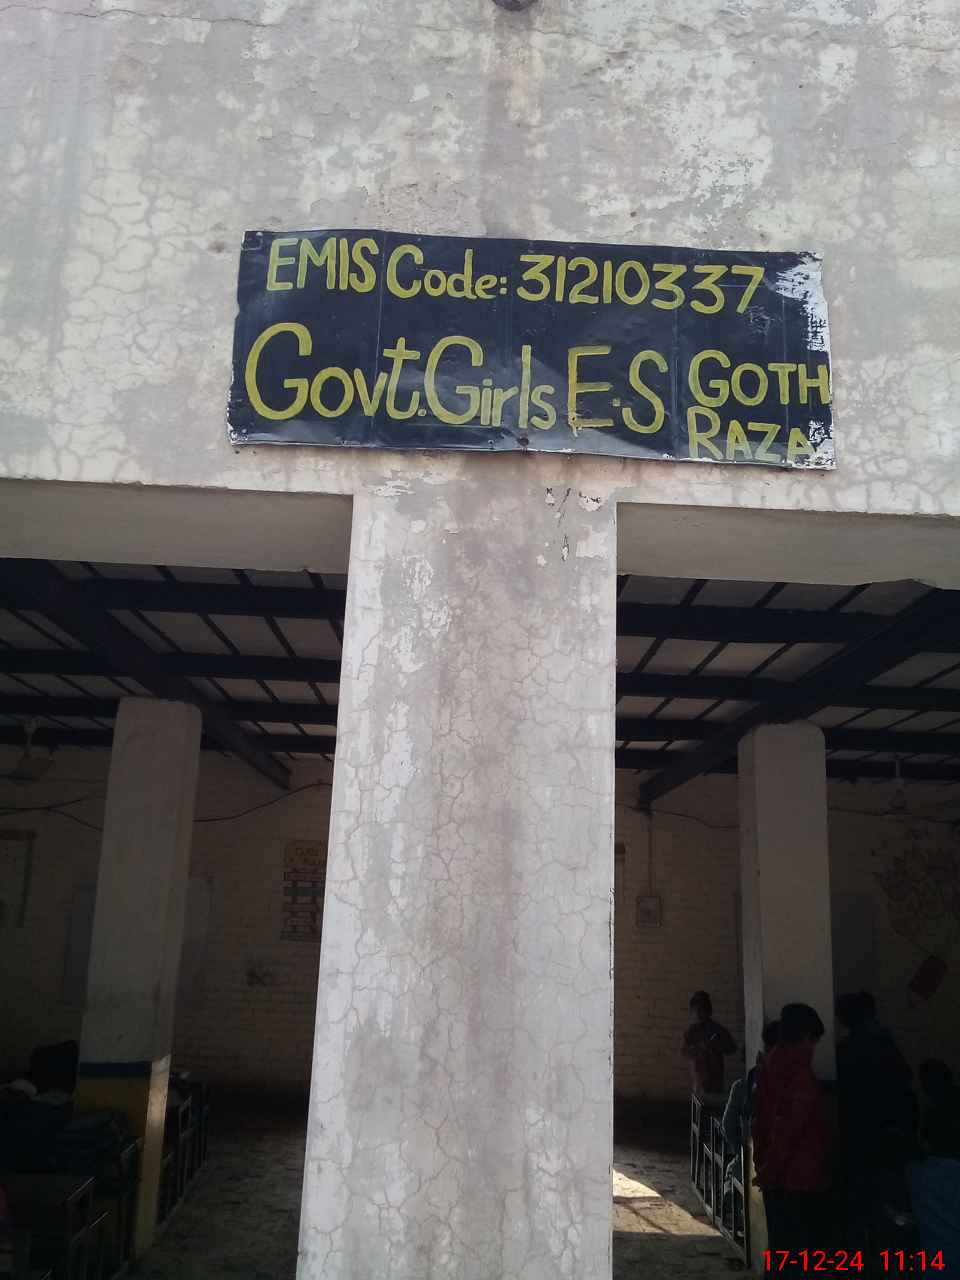 EMIS Code: 31210337
Govt. Girls E.S GOTH
RAZA
17-12-24 11:14